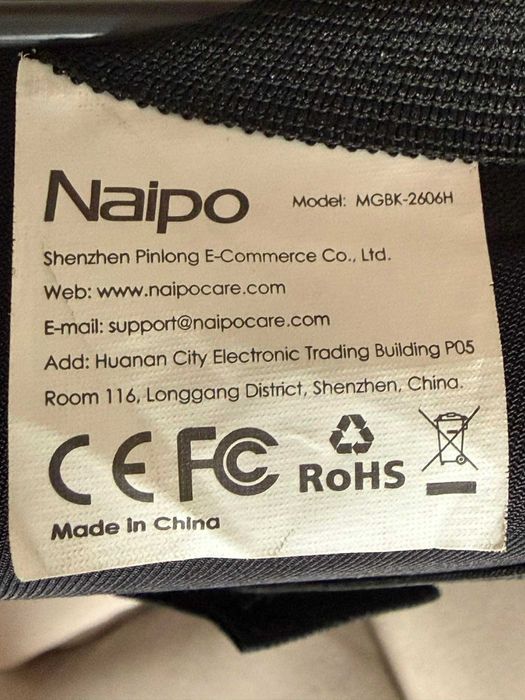 Naipo Model: MGBK-2606H
Shenzhen Pinlong E-Commerce Co., Ltd.
Web: www.naipocare.com
E-mail: support@naipocare.com
Add: Huanan City Electronic Trading Building P05
Room 116, Longgang District, Shenzhen, China.
CE FC RoHS
Made in China